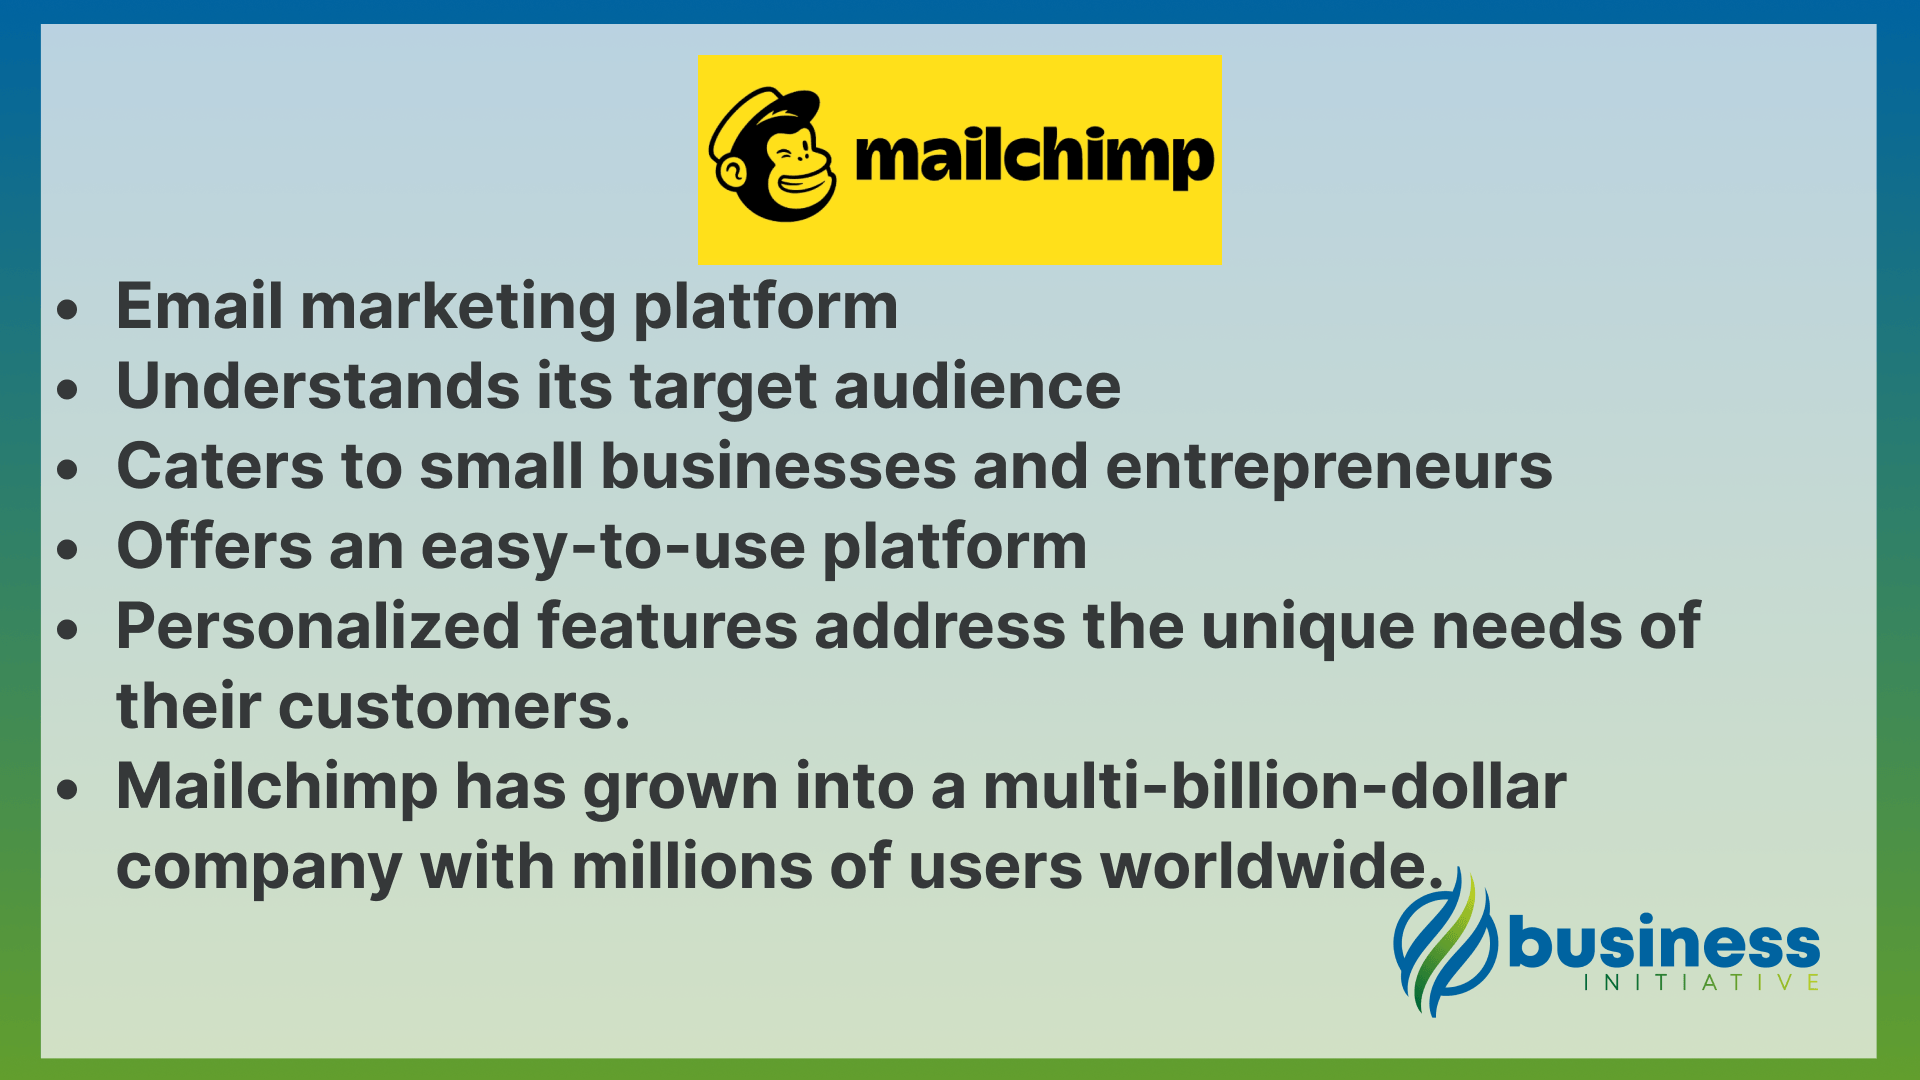 mailchimp
• Email marketing platform
• Understands its target audience
• Caters to small businesses and entrepreneurs
• Offers an easy-to-use platform
• Personalized features address the unique needs of
their customers.
• Mailchimp has grown into a multi-billion-dollar
company with millions of users worldwide.
business
INITIATIVE